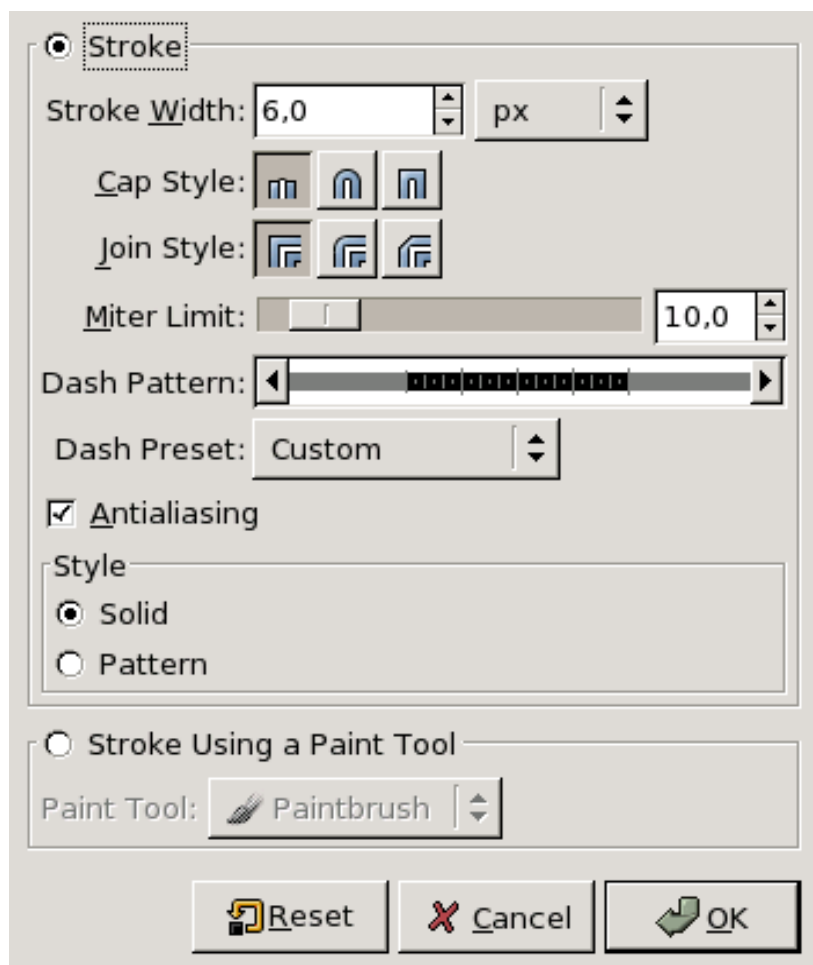 Stroke
Stroke Width: 6,0 px
Cap Style:
Join Style:
Miter Limit: 10,0
Dash Pattern:
Dash Preset: Custom
Antialiasing
Style
Solid
Pattern
Stroke Using a Paint Tool
Paint Tool: Paintbrush
Reset Cancel OK